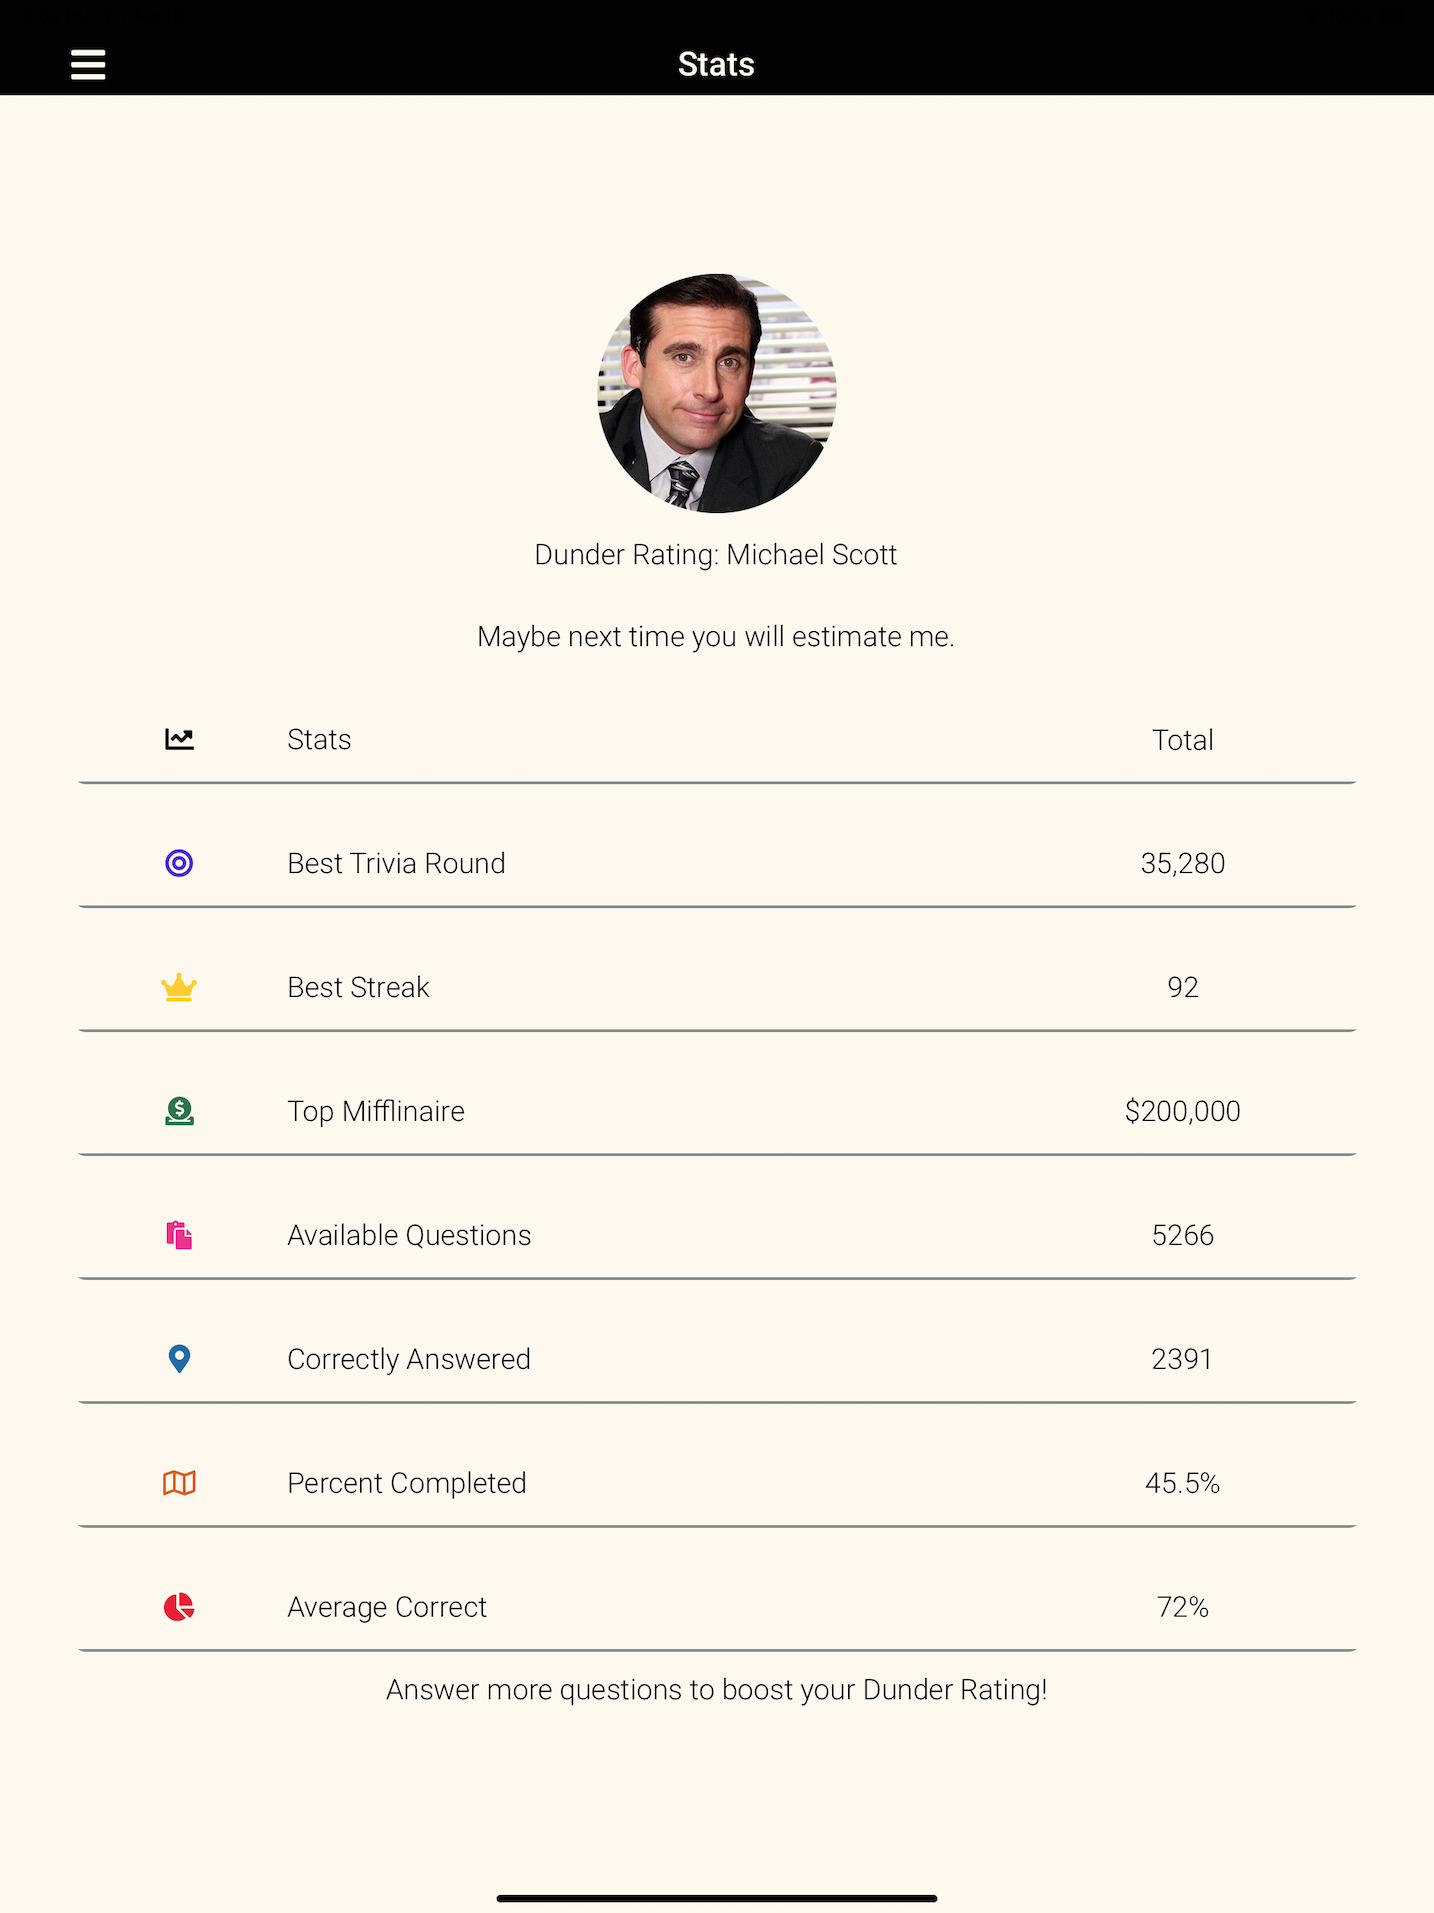 Stats
Dunder Rating: Michael Scott
Maybe next time you will estimate me.
Stats Total
Best Trivia Round 35,280
Best Streak 92
Top Mifflinaire $200,000
Available Questions 5266
Correctly Answered 2391
Percent Completed 45.5%
Average Correct 72%
Answer more questions to boost your Dunder Rating!